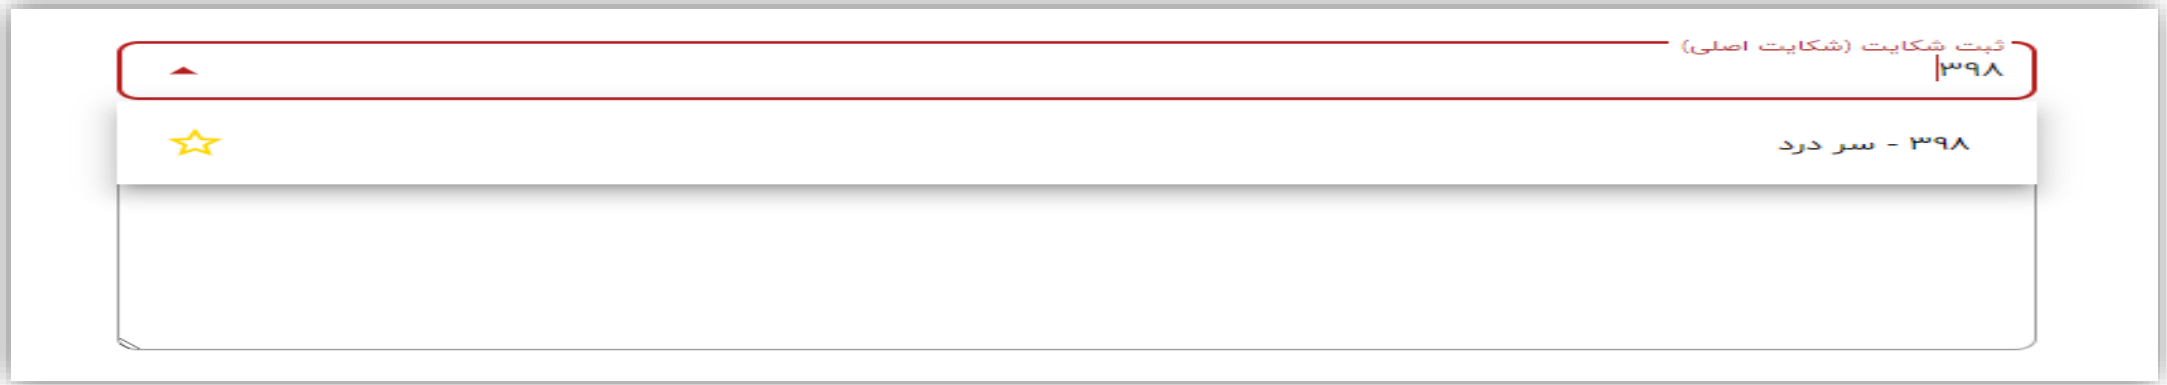 ثبت شکایت (شکایت اصلی)
۳۹۸
۳۹۸ - سر درد